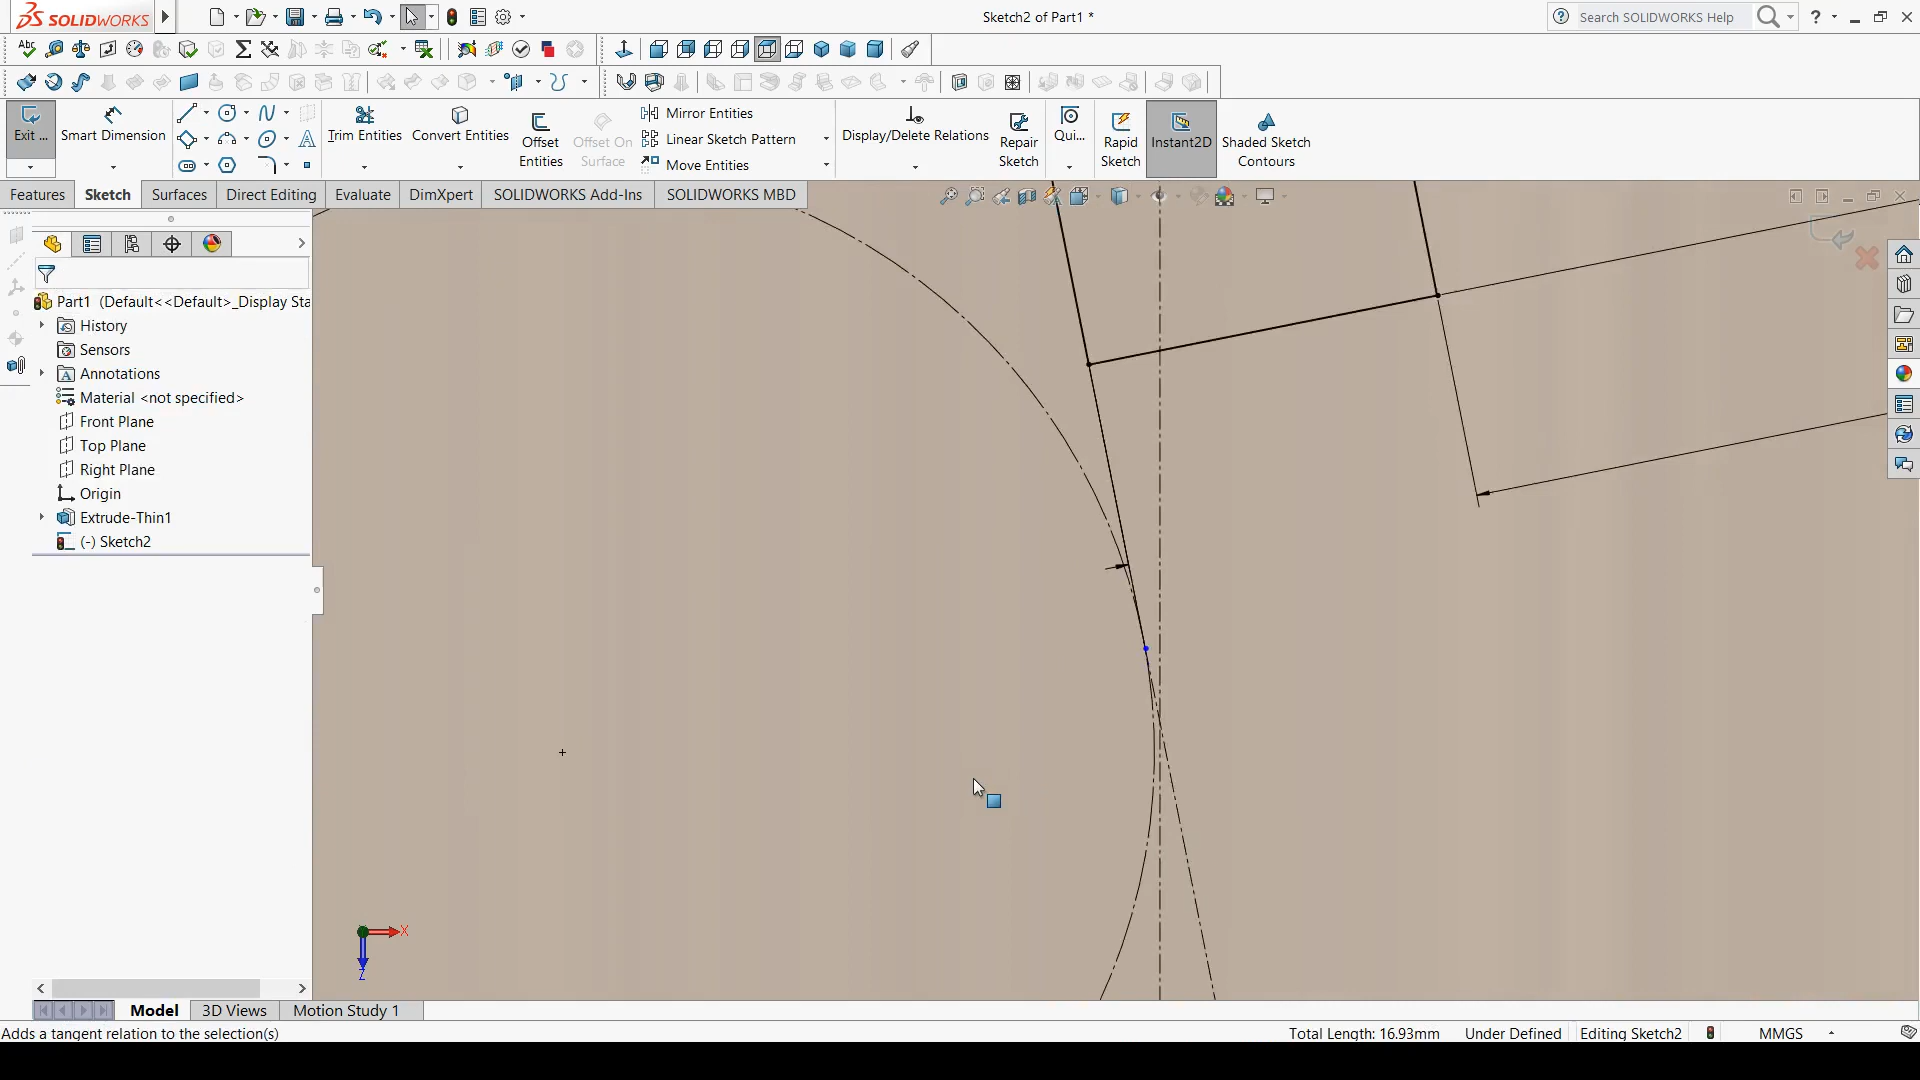 SOLIDWORKS
Sketch2 of Part1 *
Search SOLIDWORKS Help
Exit ...
Smart Dimension
Trim Entities
Convert Entities
Offset Entities
Offset On Surface
Mirror Entities
Linear Sketch Pattern
Move Entities
Display/Delete Relations
Repair Sketch
Qui...
Rapid Sketch
Instant2D
Shaded Sketch Contours
Features
Sketch
Surfaces
Direct Editing
Evaluate
DimXpert
SOLIDWORKS Add-Ins
SOLIDWORKS MBD
Part1 (Default<<Default>_Display Sta
History
Sensors
Annotations
Material <not specified>
Front Plane
Top Plane
Right Plane
Origin
Extrude-Thin1
(-) Sketch2
X
Z
Model
3D Views
Motion Study 1
Adds a tangent relation to the selection(s)
Total Length: 16.93mm
Under Defined
Editing Sketch2
MMGS